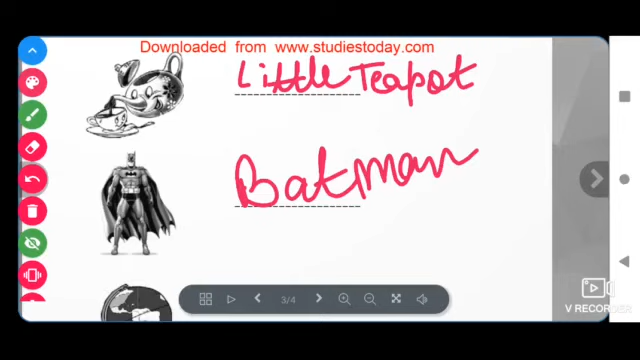 Downloaded from www.studiestoday.com
Little Teapot
Batman
3/4
V RECORDER